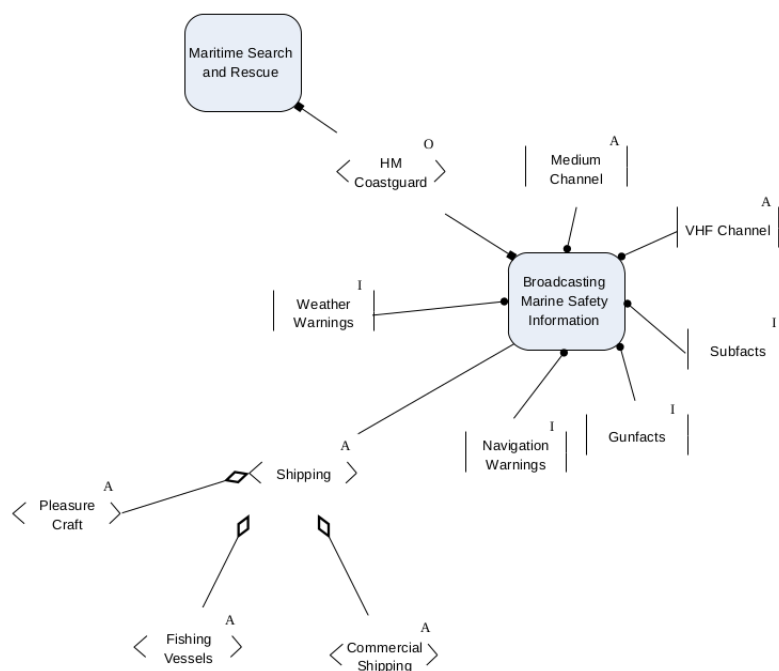 Maritime Search
and Rescue
O
HM
Coastguard
A
Medium
Channel
A
VHF Channel
Broadcasting
Marine Safety
Information
I
Weather
Warnings
I
Subfacts
I
Gunfacts
I
Navigation
Warnings
A
Shipping
A
Pleasure
Craft
A
Fishing
Vessels
A
Commercial
Shipping